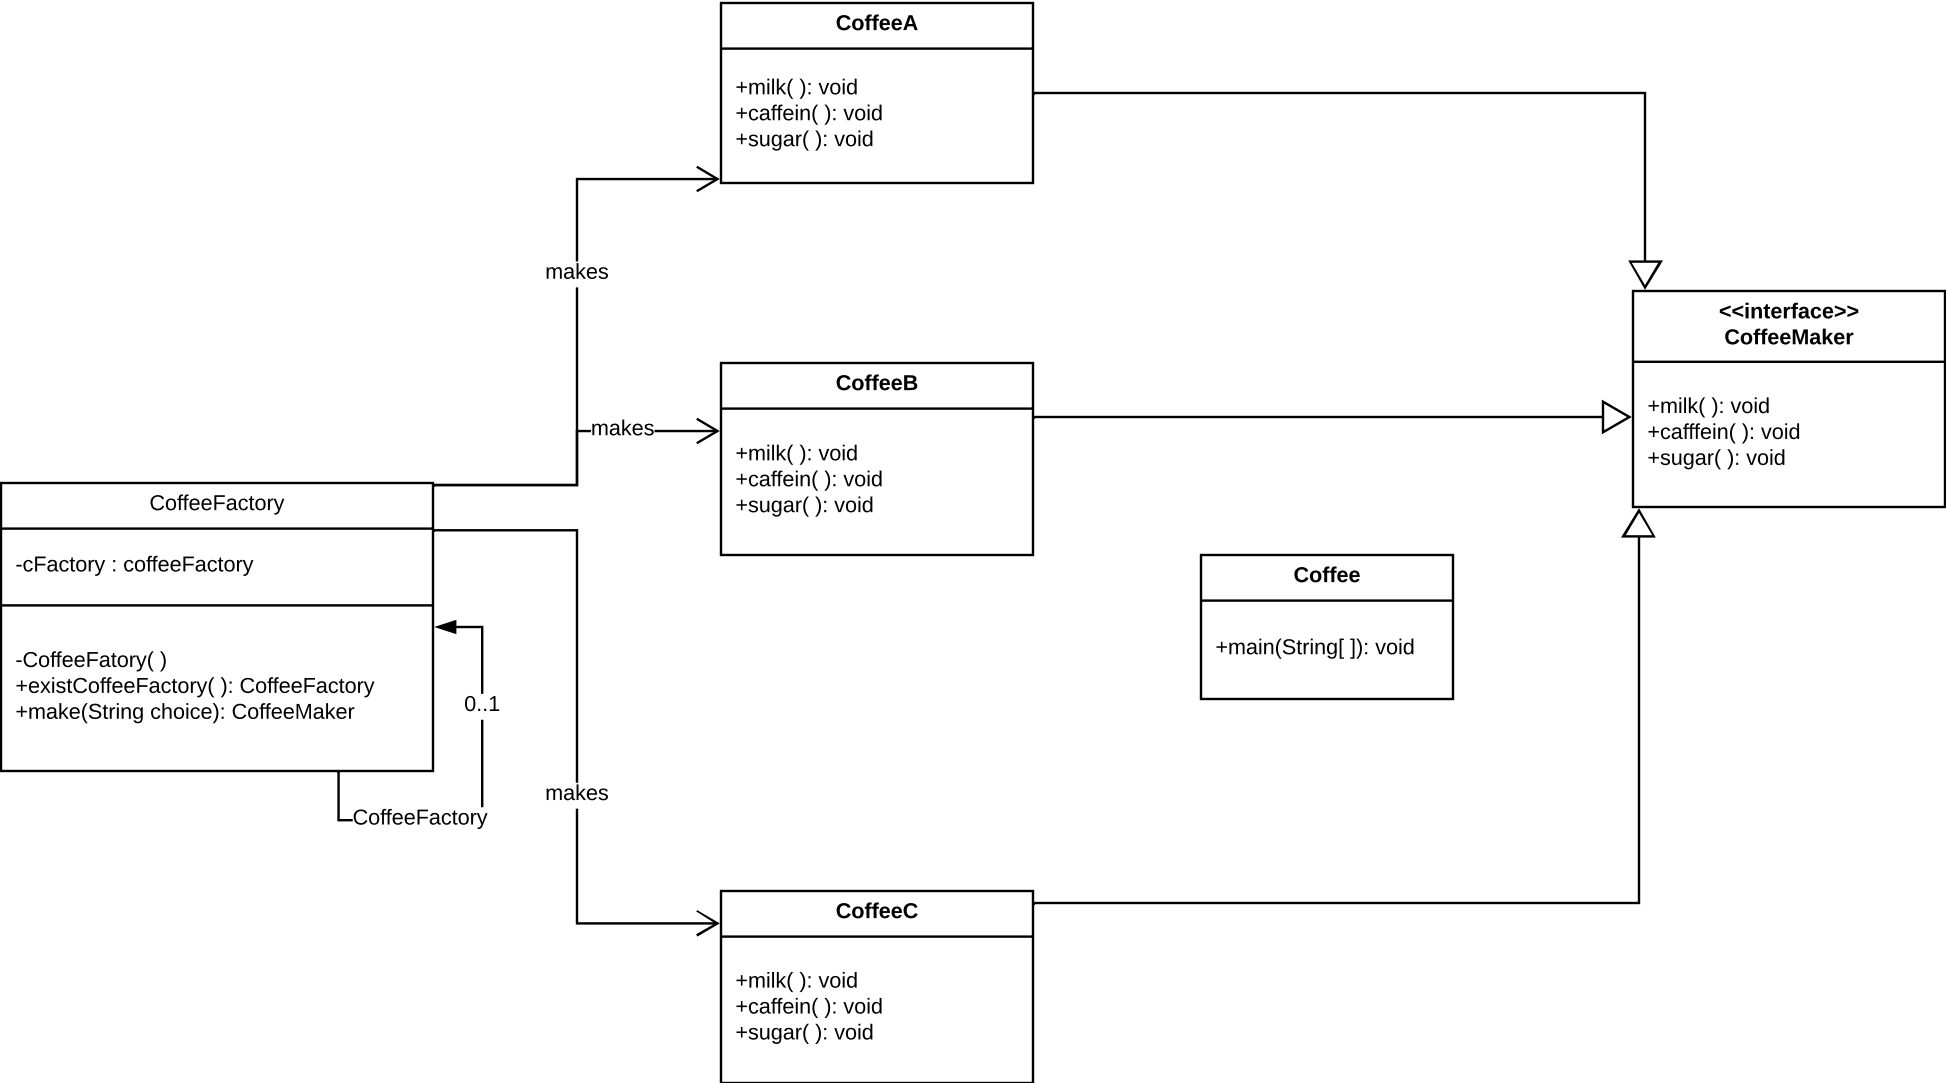 CoffeeA
+milk( ): void
+caffein( ): void
+sugar( ): void
makes
<<interface>>
CoffeeMaker
+milk( ): void
+cafffein( ): void
+sugar( ): void
CoffeeB
+milk( ): void
+caffein( ): void
+sugar( ): void
makes
CoffeeFactory
-cFactory : coffeeFactory
-CoffeeFatory( )
+existCoffeeFactory( ): CoffeeFactory
+make(String choice): CoffeeMaker
0..1
CoffeeFactory
Coffee
+main(String[ ]): void
makes
CoffeeC
+milk( ): void
+caffein( ): void
+sugar( ): void